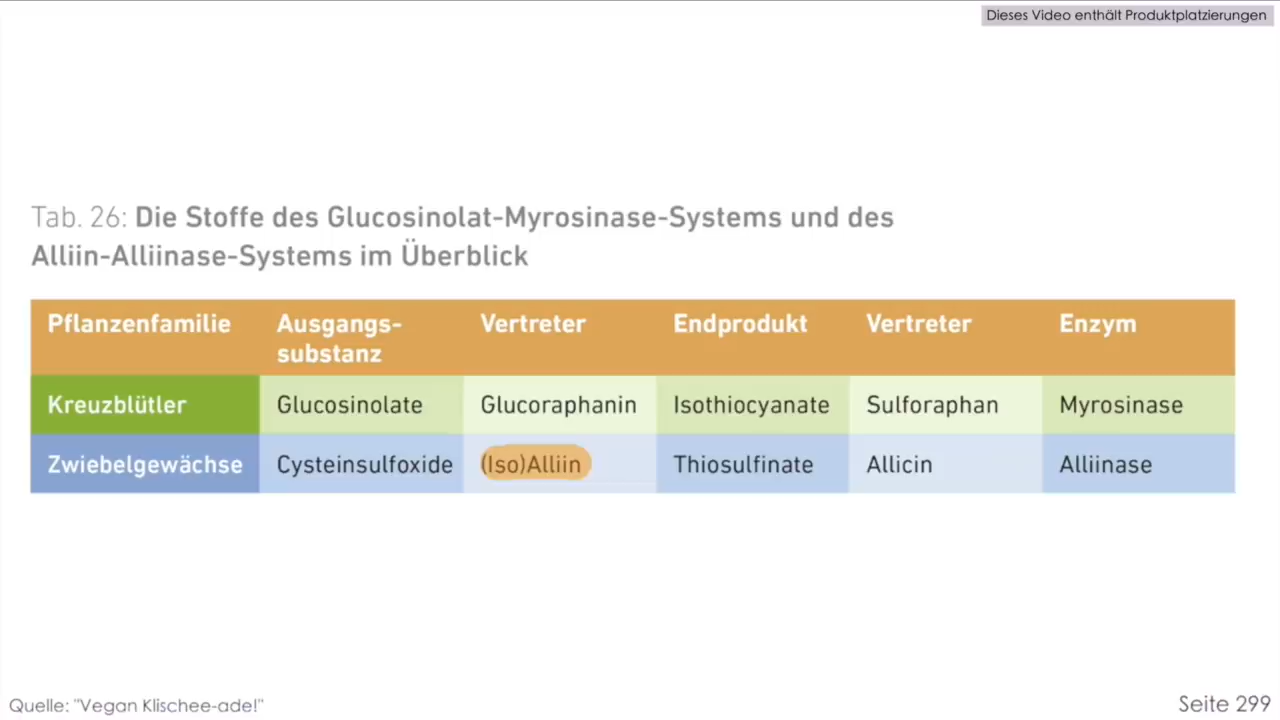 Dieses Video enthält Produktplatzierungen
Tab. 26: Die Stoffe des Glucosinolat-Myrosinase-Systems und des
Alliin-Alliinase-Systems im Überblick
Pflanzenfamilie Ausgangs- Vertreter Endprodukt Vertreter Enzym
substanz
Kreuzblütler Glucosinolate Glucoraphanin Isothiocyanate Sulforaphan Myrosinase
Zwiebelgewächse Cysteinsulfoxide (Iso)Alliin Thiosulfinate Allicin Alliinase
Quelle: "Vegan Klischee-ade!" Seite 299